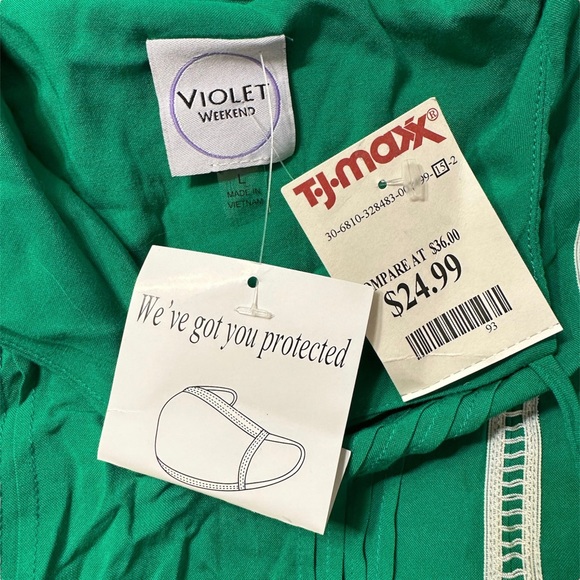 VIOLET
WEEKEND
L
MADE IN
VIETNAM
T·J·maxx®
COMPARE AT $36.00
$24.99
93
We've got you protected